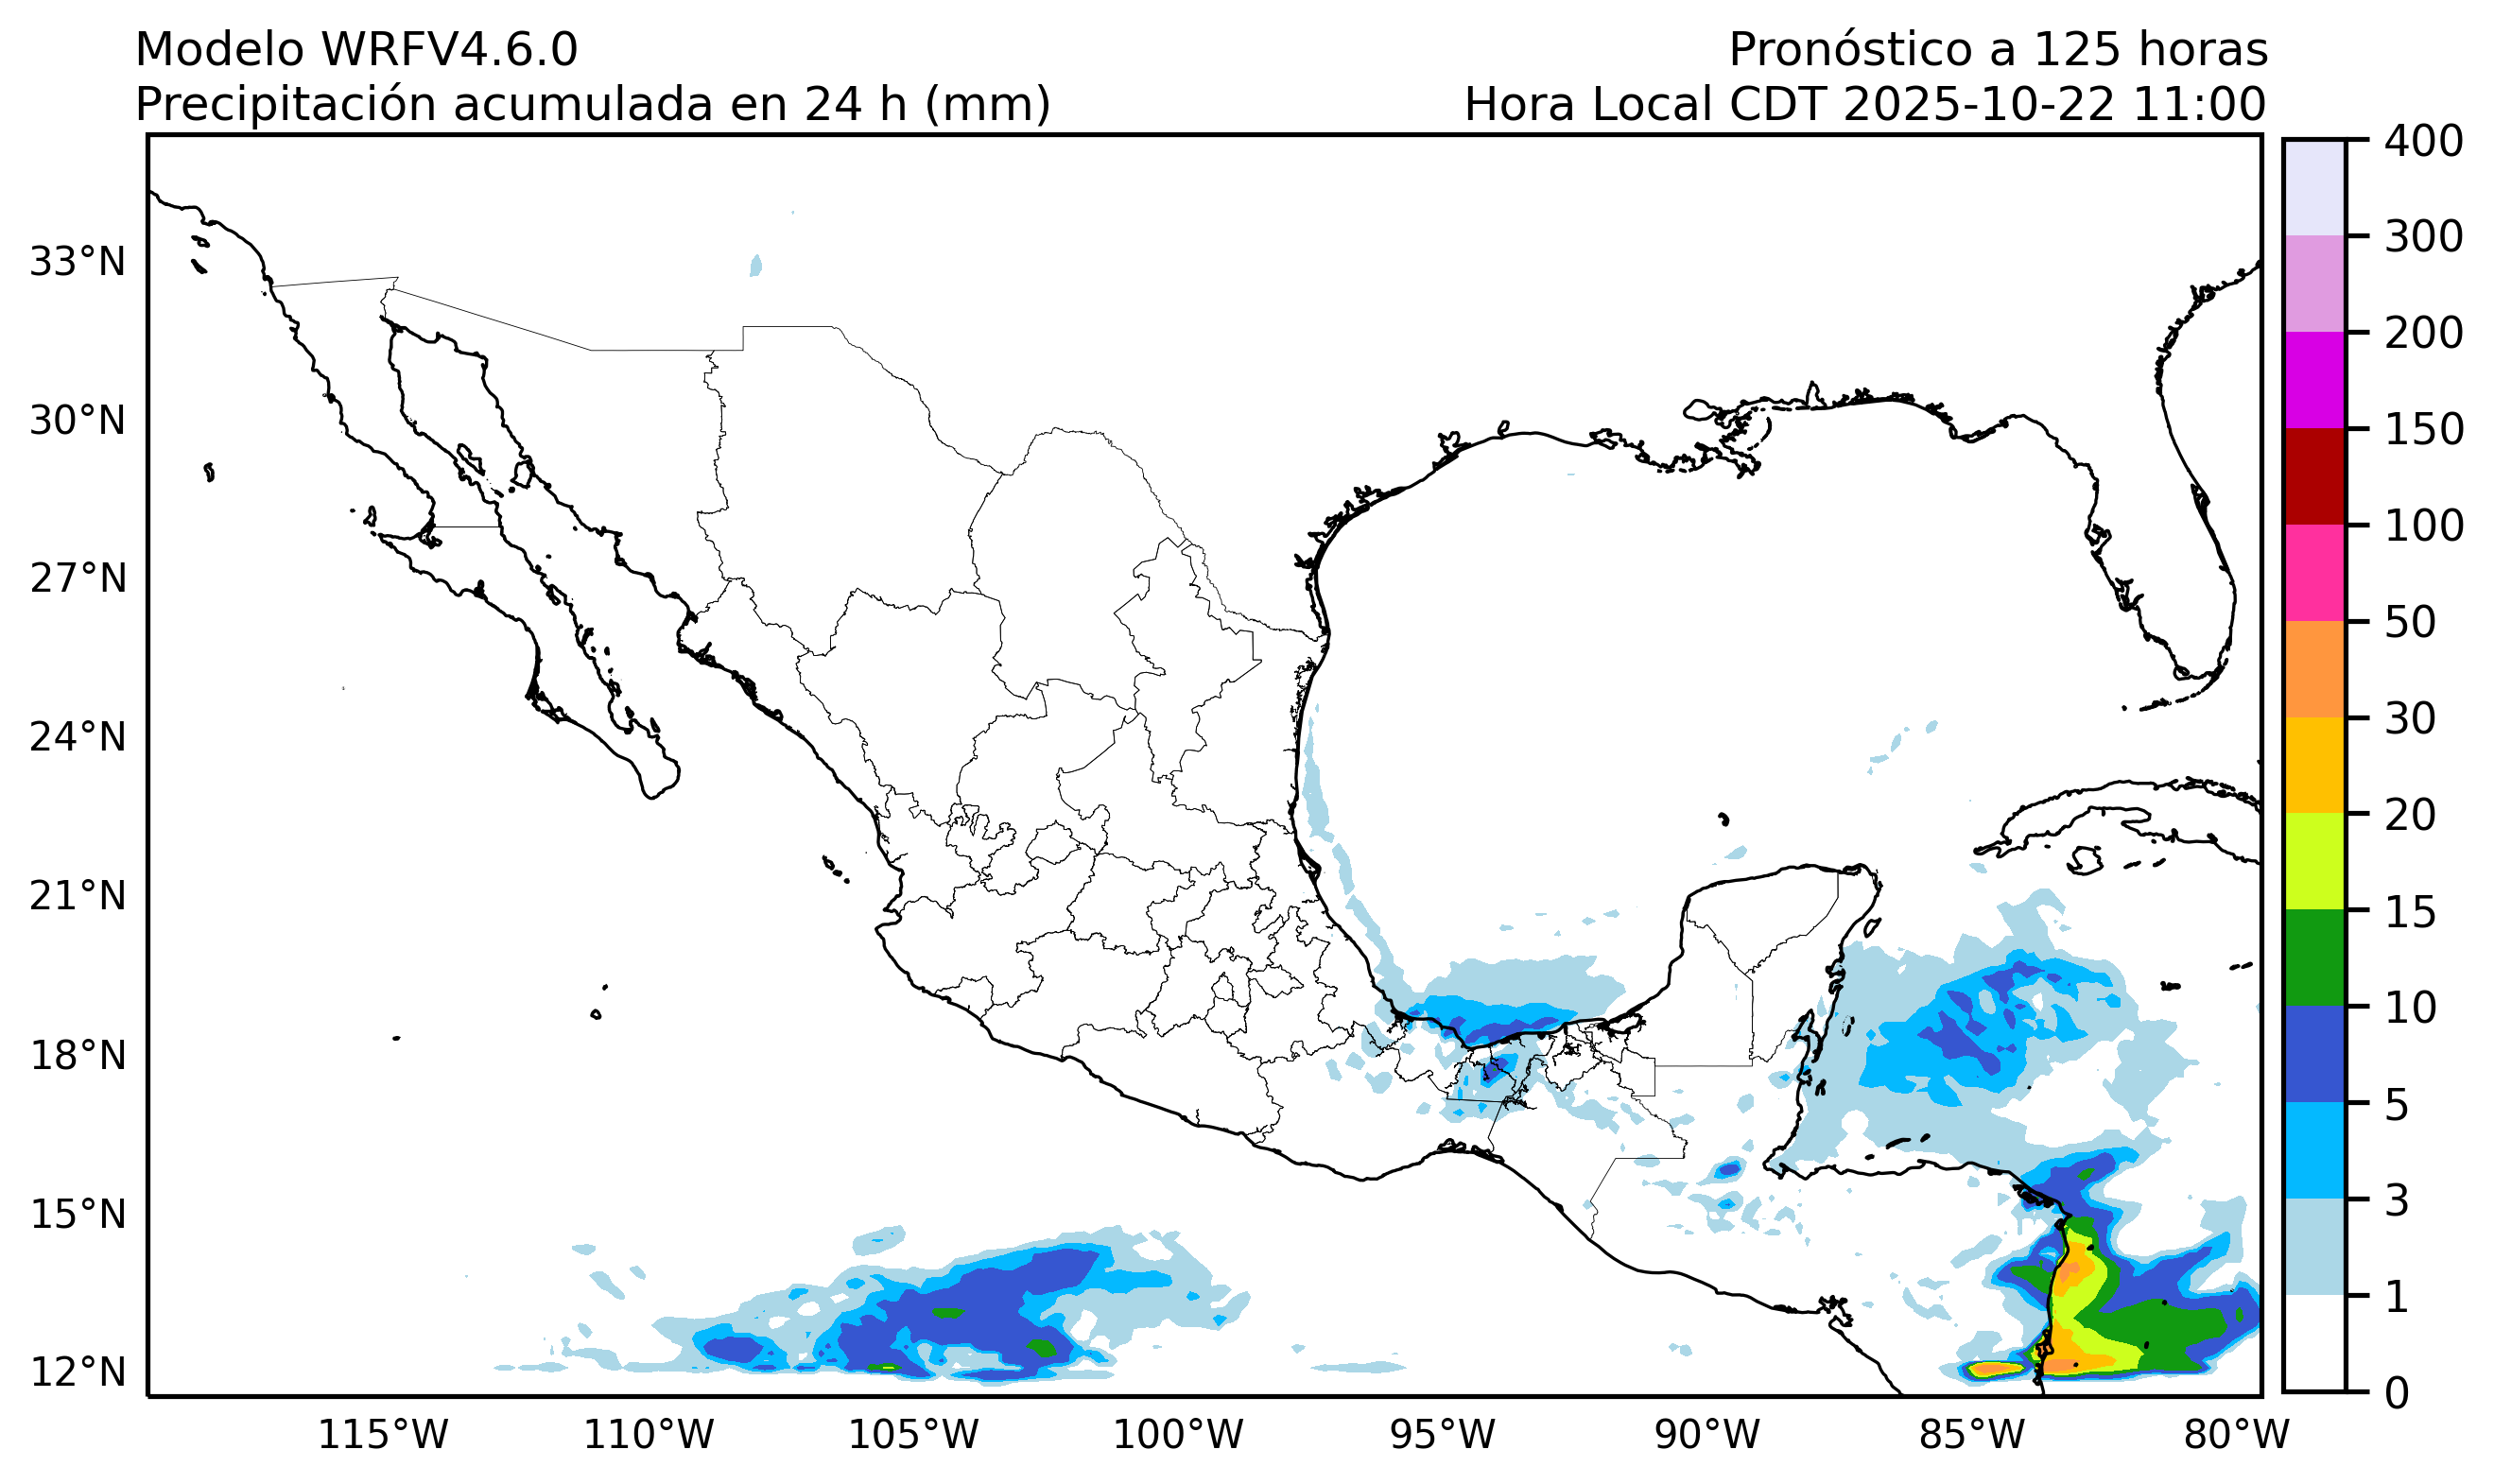 Modelo WRFV4.6.0
Pronóstico a 125 horas
Precipitación acumulada en 24 h (mm)
Hora Local CDT 2025-10-22 11:00
33°N
30°N
27°N
24°N
21°N
18°N
15°N
12°N
115°W
110°W
105°W
100°W
95°W
90°W
85°W
80°W
400
300
200
150
100
50
30
20
15
10
5
3
1
0